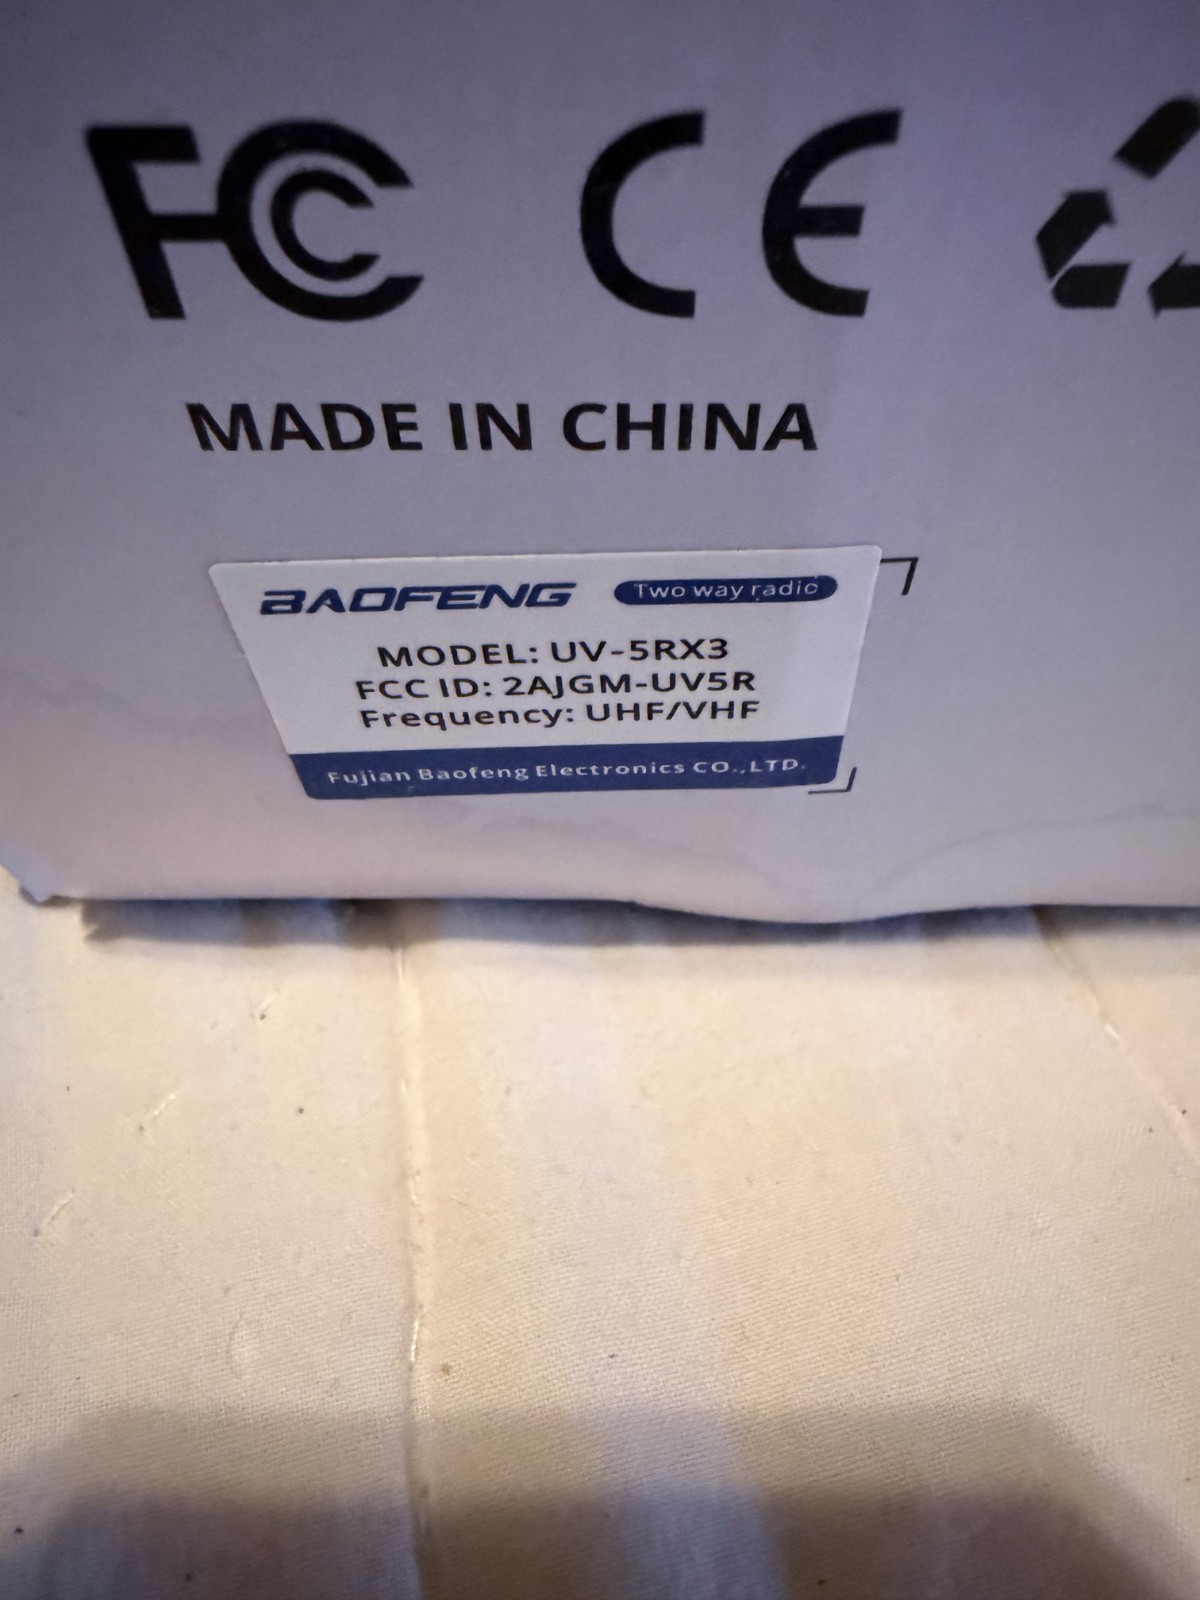 FCC CE
MADE IN CHINA
BAOFENG Two way radio
MODEL: UV-5RX3
FCC ID: 2AJGM-UV5R
Frequency: UHF/VHF
Fujian Baofeng Electronics CO.,LTD.